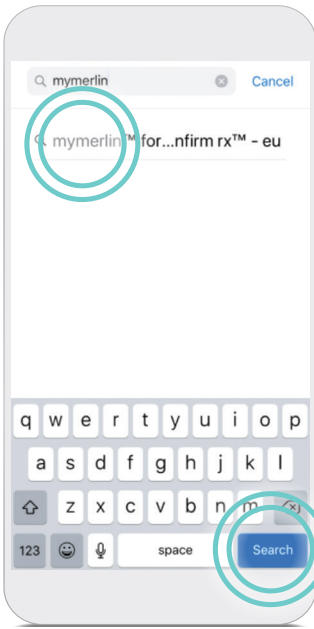 mymerlin Cancel
mymerlin™ for...nfirm rx™ - eu
q w e r t y u i o p
a s d f g h j k l
z x c v b n m
123 space Search